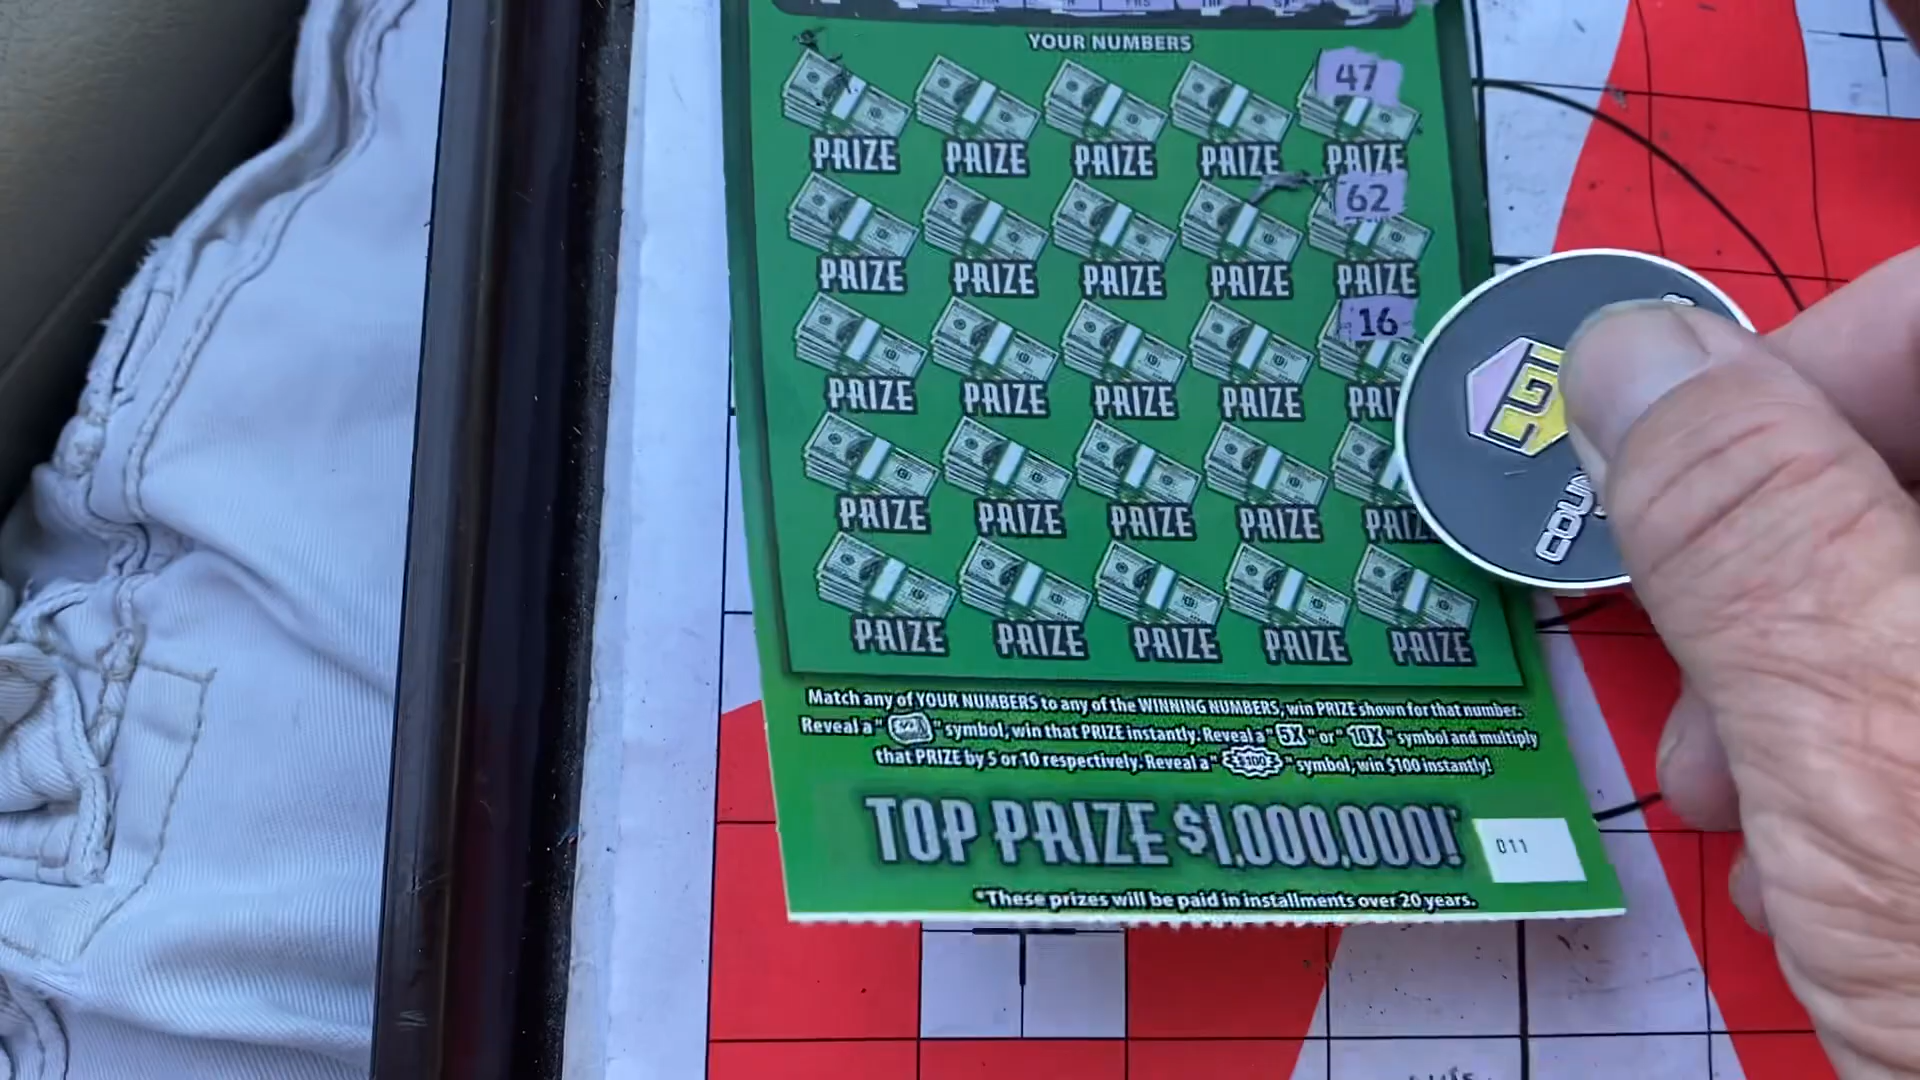 YOUR NUMBERS
47
PRIZE PRIZE PRIZE PRIZE PRIZE
62
PRIZE PRIZE PRIZE PRIZE PRIZE
16
PRIZE PRIZE PRIZE PRIZE PRI
PRIZE PRIZE PRIZE PRIZE PRIZ
PRIZE PRIZE PRIZE PRIZE PRIZE
Match any of YOUR NUMBERS to any of the WINNING NUMBERS, win PRIZE shown for that number.
Reveal a " " symbol, win that PRIZE instantly. Reveal a "5X" or "10X" symbol and multiply
that PRIZE by 5 or 10 respectively. Reveal a "$100" symbol, win $100 instantly!
TOP PRIZE $1,000,000!*
011
*These prizes will be paid in installments over 20 years.
COUN